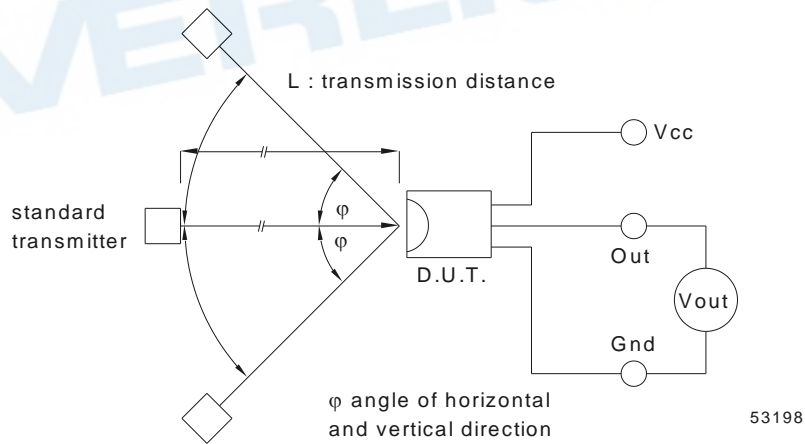 L : transmission distance
Vcc
standard
transmitter
φ
φ
D.U.T.
Out
Vout
Gnd
φ angle of horizontal
and vertical direction
53198